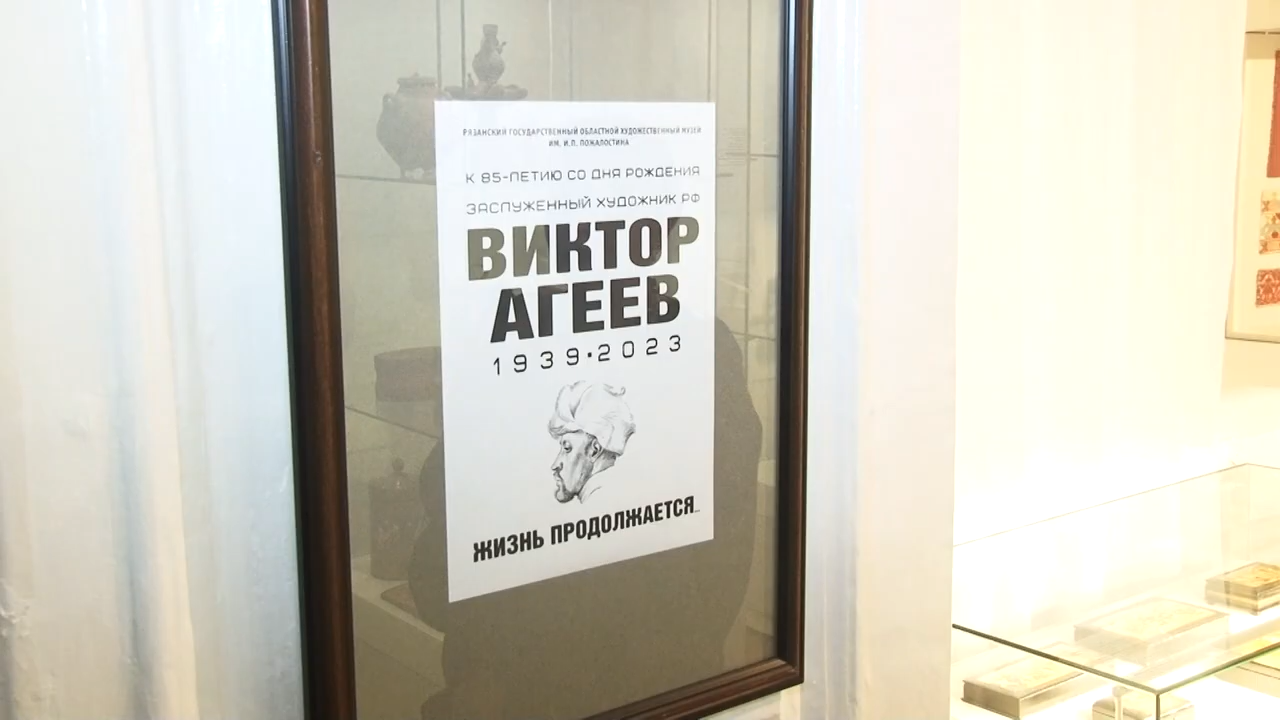 РЯЗАНСКИЙ ГОСУДАРСТВЕННЫЙ ОБЛАСТНОЙ ХУДОЖЕСТВЕННЫЙ МУЗЕЙ
ИМ. И.П. ПОЖАЛОСТИНА
К 85-ЛЕТИЮ СО ДНЯ РОЖДЕНИЯ
ЗАСЛУЖЕННЫЙ ХУДОЖНИК РФ
ВИКТОР
АГЕЕВ
1939•2023
ЖИЗНЬ ПРОДОЛЖАЕТСЯ...